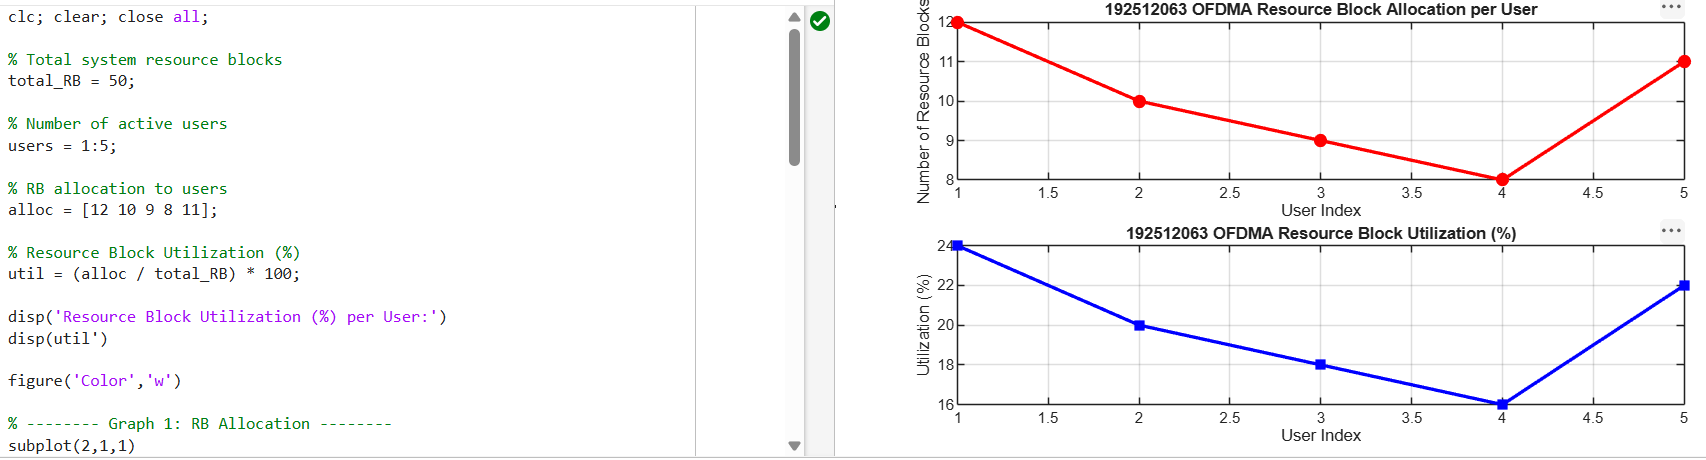 clc; clear; close all;
% Total system resource blocks
total_RB = 50;
% Number of active users
users = 1:5;
% RB allocation to users
alloc = [12 10 9 8 11];
% Resource Block Utilization (%)
util = (alloc / total_RB) * 100;
disp('Resource Block Utilization (%) per User:')
disp(util')
figure('Color','w')
% -------- Graph 1: RB Allocation --------
subplot(2,1,1)
192512063 OFDMA Resource Block Allocation per User
Number of Resource Blocks
12
11
10
9
8
1 1.5 2 2.5 3 3.5 4 4.5 5
User Index
192512063 OFDMA Resource Block Utilization (%)
Utilization (%)
24
22
20
18
16
1 1.5 2 2.5 3 3.5 4 4.5 5
User Index